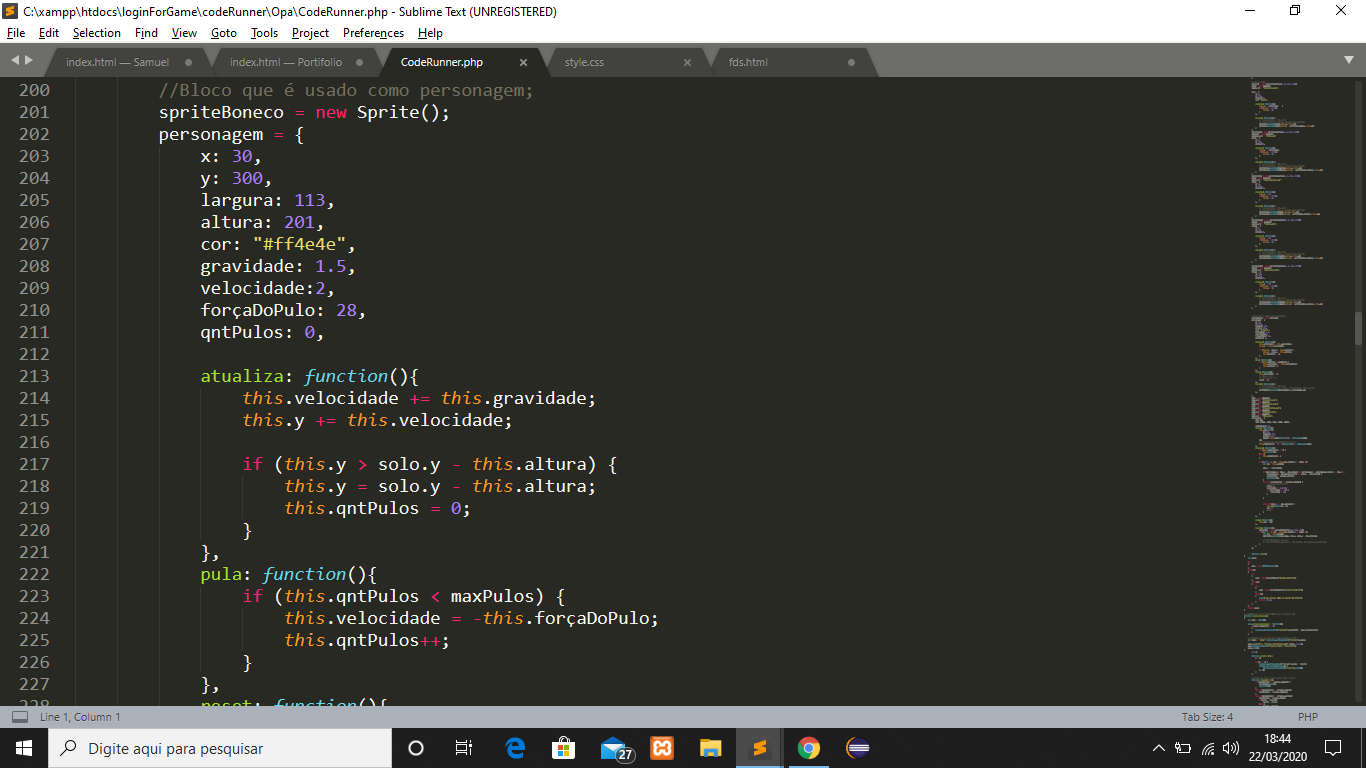 C:\xampp\htdocs\loginForGame\codeRunner\Opa\CodeRunner.php - Sublime Text (UNREGISTERED)
File Edit Selection Find View Goto Tools Project Preferences Help
index.html — Samuel index.html — Portifolio CodeRunner.php style.css fds.html
200 //Bloco que é usado como personagem;
201 spriteBoneco = new Sprite();
202 personagem = {
203 x: 30,
204 y: 300,
205 largura: 113,
206 altura: 201,
207 cor: "#ff4e4e",
208 gravidade: 1.5,
209 velocidade:2,
210 forçaDoPulo: 28,
211 qntPulos: 0,
212
213 atualiza: function(){
214 this.velocidade += this.gravidade;
215 this.y += this.velocidade;
216
217 if (this.y > solo.y - this.altura) {
218 this.y = solo.y - this.altura;
219 this.qntPulos = 0;
220 }
221 },
222 pula: function(){
223 if (this.qntPulos < maxPulos) {
224 this.velocidade = -this.forçaDoPulo;
225 this.qntPulos++;
226 }
227 },
228 reset: function(){
Line 1, Column 1 Tab Size: 4 PHP
Digite aqui para pesquisar 27 18:44
22/03/2020